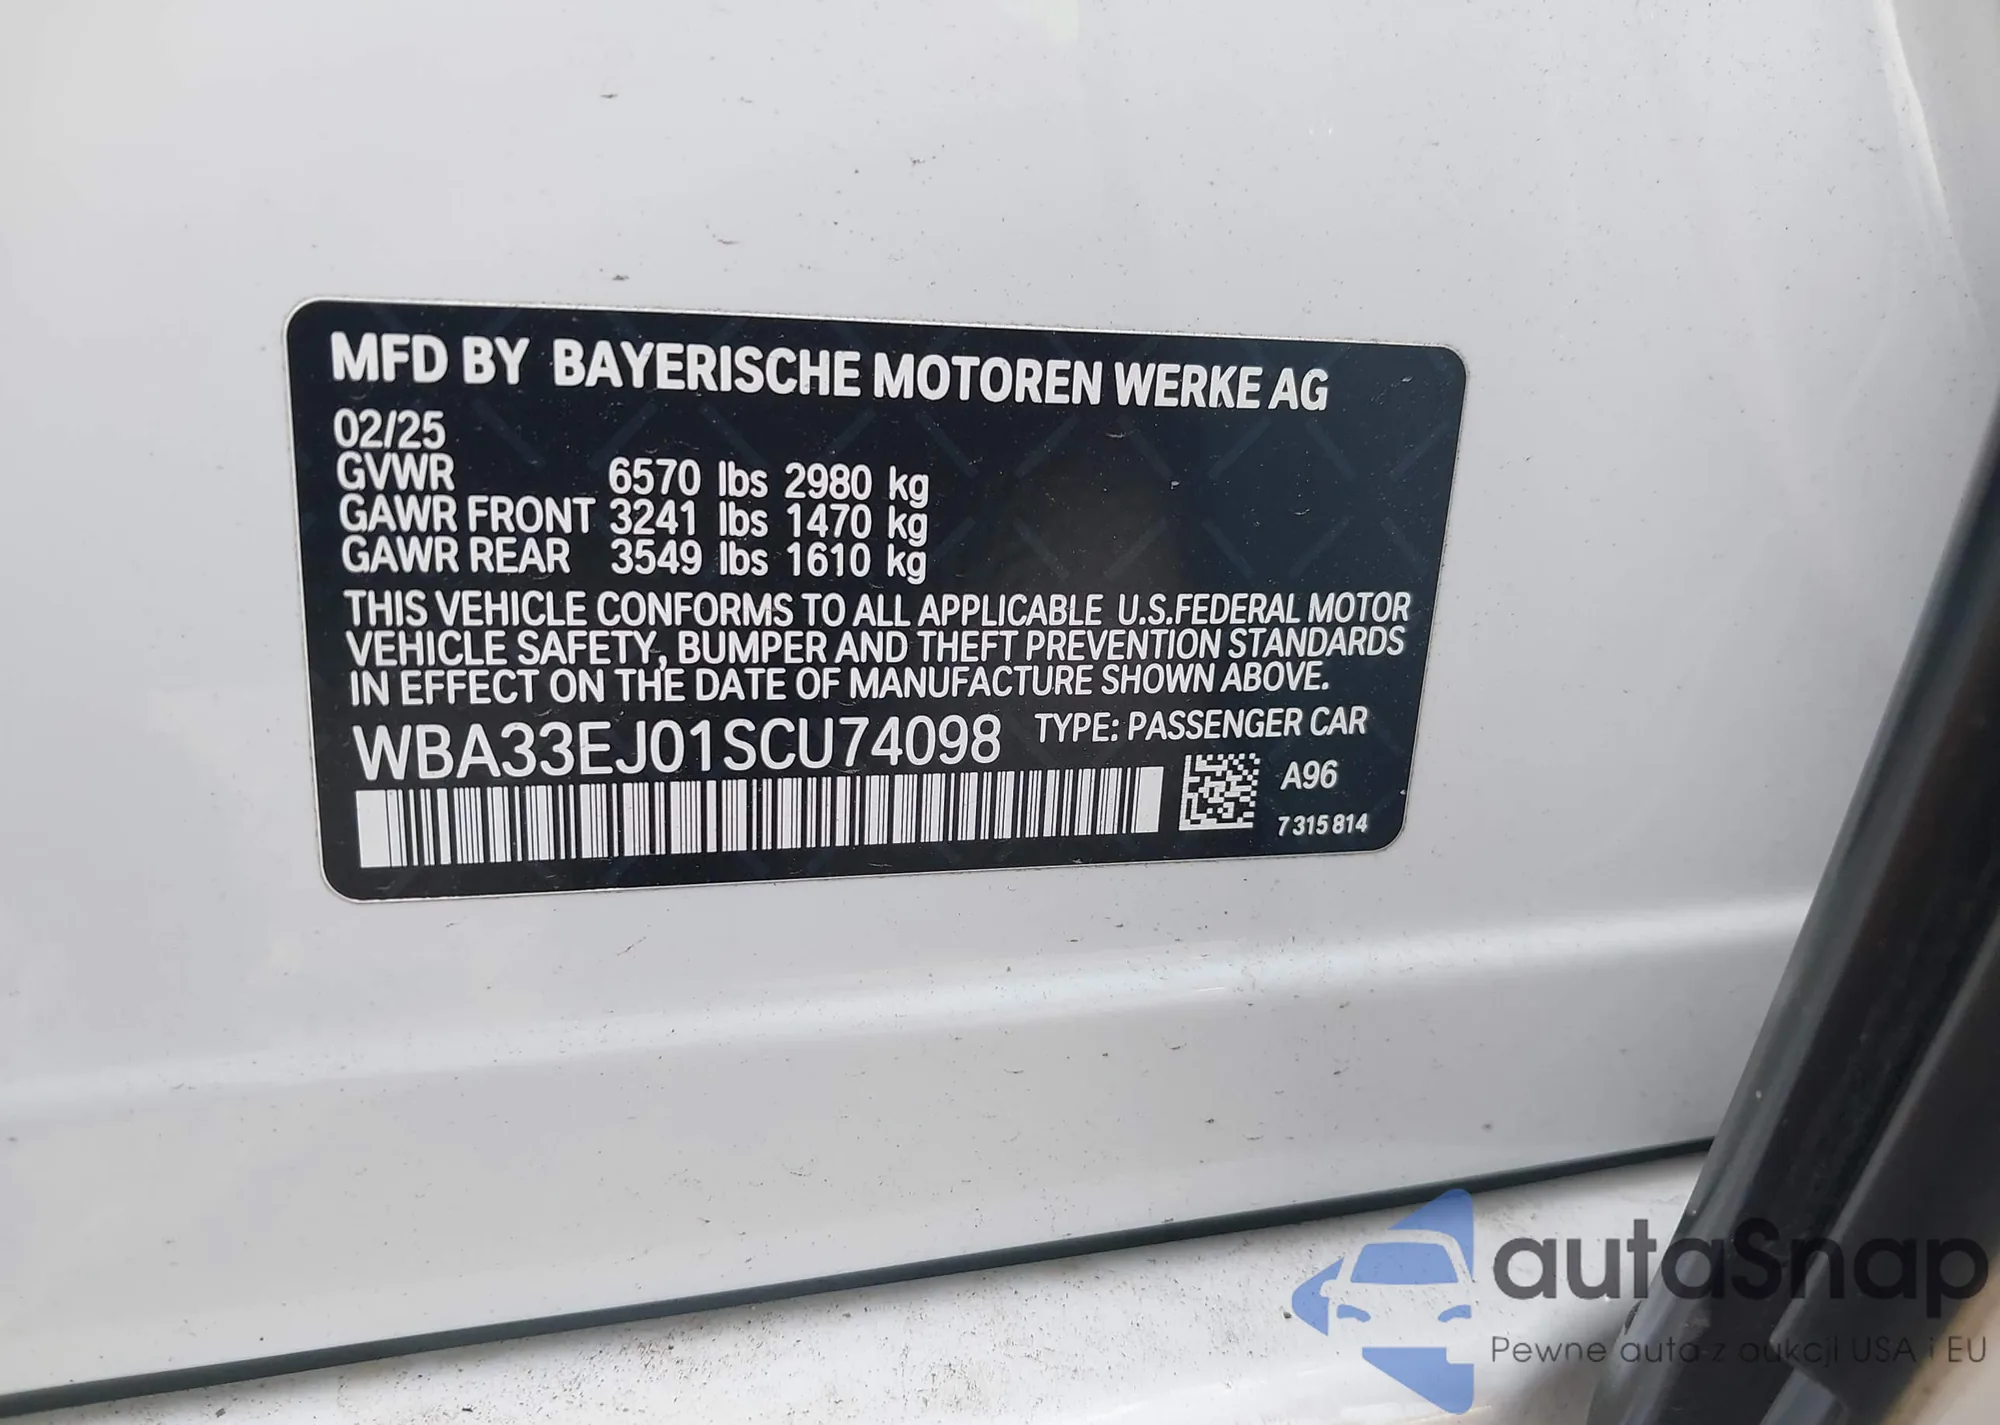 MFD BY BAYERISCHE MOTOREN WERKE AG
02/25
GVWR 6570 lbs 2980 kg
GAWR FRONT 3241 lbs 1470 kg
GAWR REAR 3549 lbs 1610 kg
THIS VEHICLE CONFORMS TO ALL APPLICABLE U.S.FEDERAL MOTOR
VEHICLE SAFETY, BUMPER AND THEFT PREVENTION STANDARDS
IN EFFECT ON THE DATE OF MANUFACTURE SHOWN ABOVE.
WBA33EJ01SCU74098 TYPE: PASSENGER CAR
A96
7315814
autaSnap
Pewne auta z aukcji USA i EU